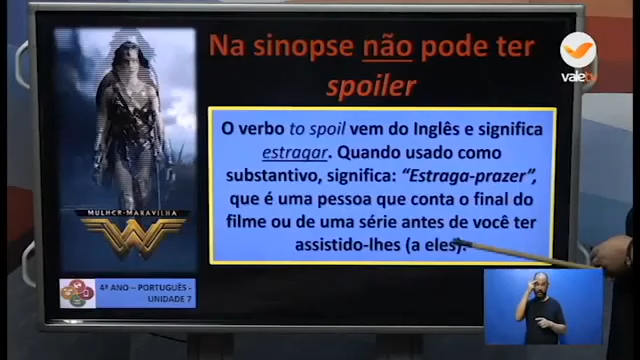 Na sinopse não pode ter
spoiler
valetv
O verbo to spoil vem do Inglês e significa
estragar. Quando usado como
substantivo, significa: "Estraga-prazer",
que é uma pessoa que conta o final do
filme ou de uma série antes de você ter
assistido-lhes (a eles).
MULHER-MARAVILHA
4º ANO – PORTUGUÊS -
UNIDADE 7